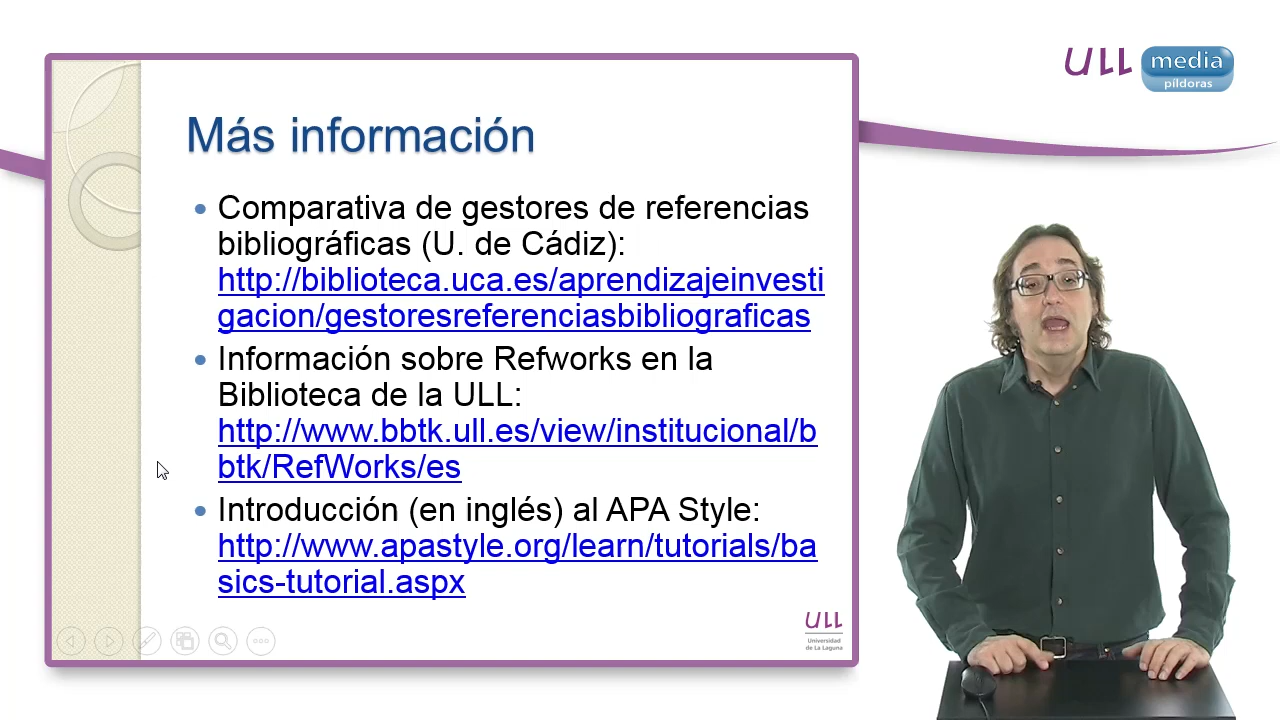 ULL media
píldoras
Más información
Comparativa de gestores de referencias
bibliográficas (U. de Cádiz):
http://biblioteca.uca.es/aprendizajeinvesti
gacion/gestoresreferenciasbibliograficas
Información sobre Refworks en la
Biblioteca de la ULL:
http://www.bbtk.ull.es/view/institucional/b
btk/RefWorks/es
Introducción (en inglés) al APA Style:
http://www.apastyle.org/learn/tutorials/ba
sics-tutorial.aspx
ULL
Universidad
de La Laguna